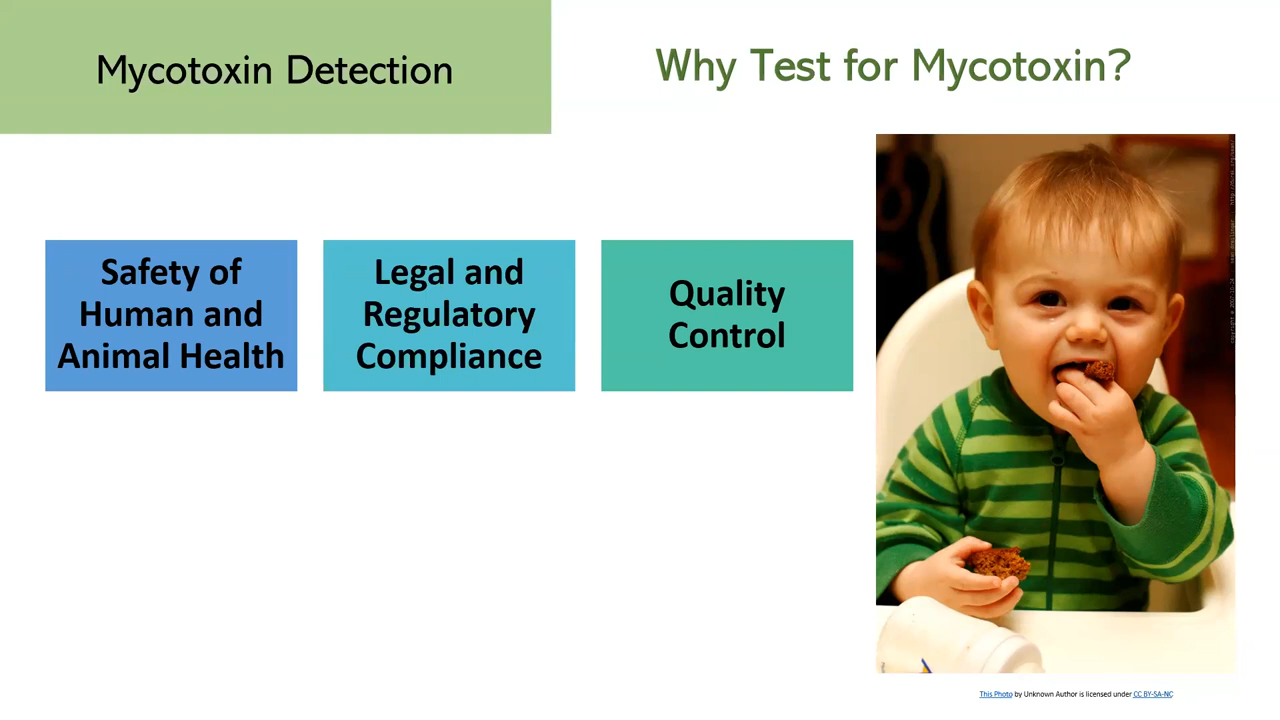 Mycotoxin Detection
Why Test for Mycotoxin?
Safety of
Human and
Animal Health
Legal and
Regulatory
Compliance
Quality
Control
This Photo by Unknown Author is licensed under CC BY-SA-NC